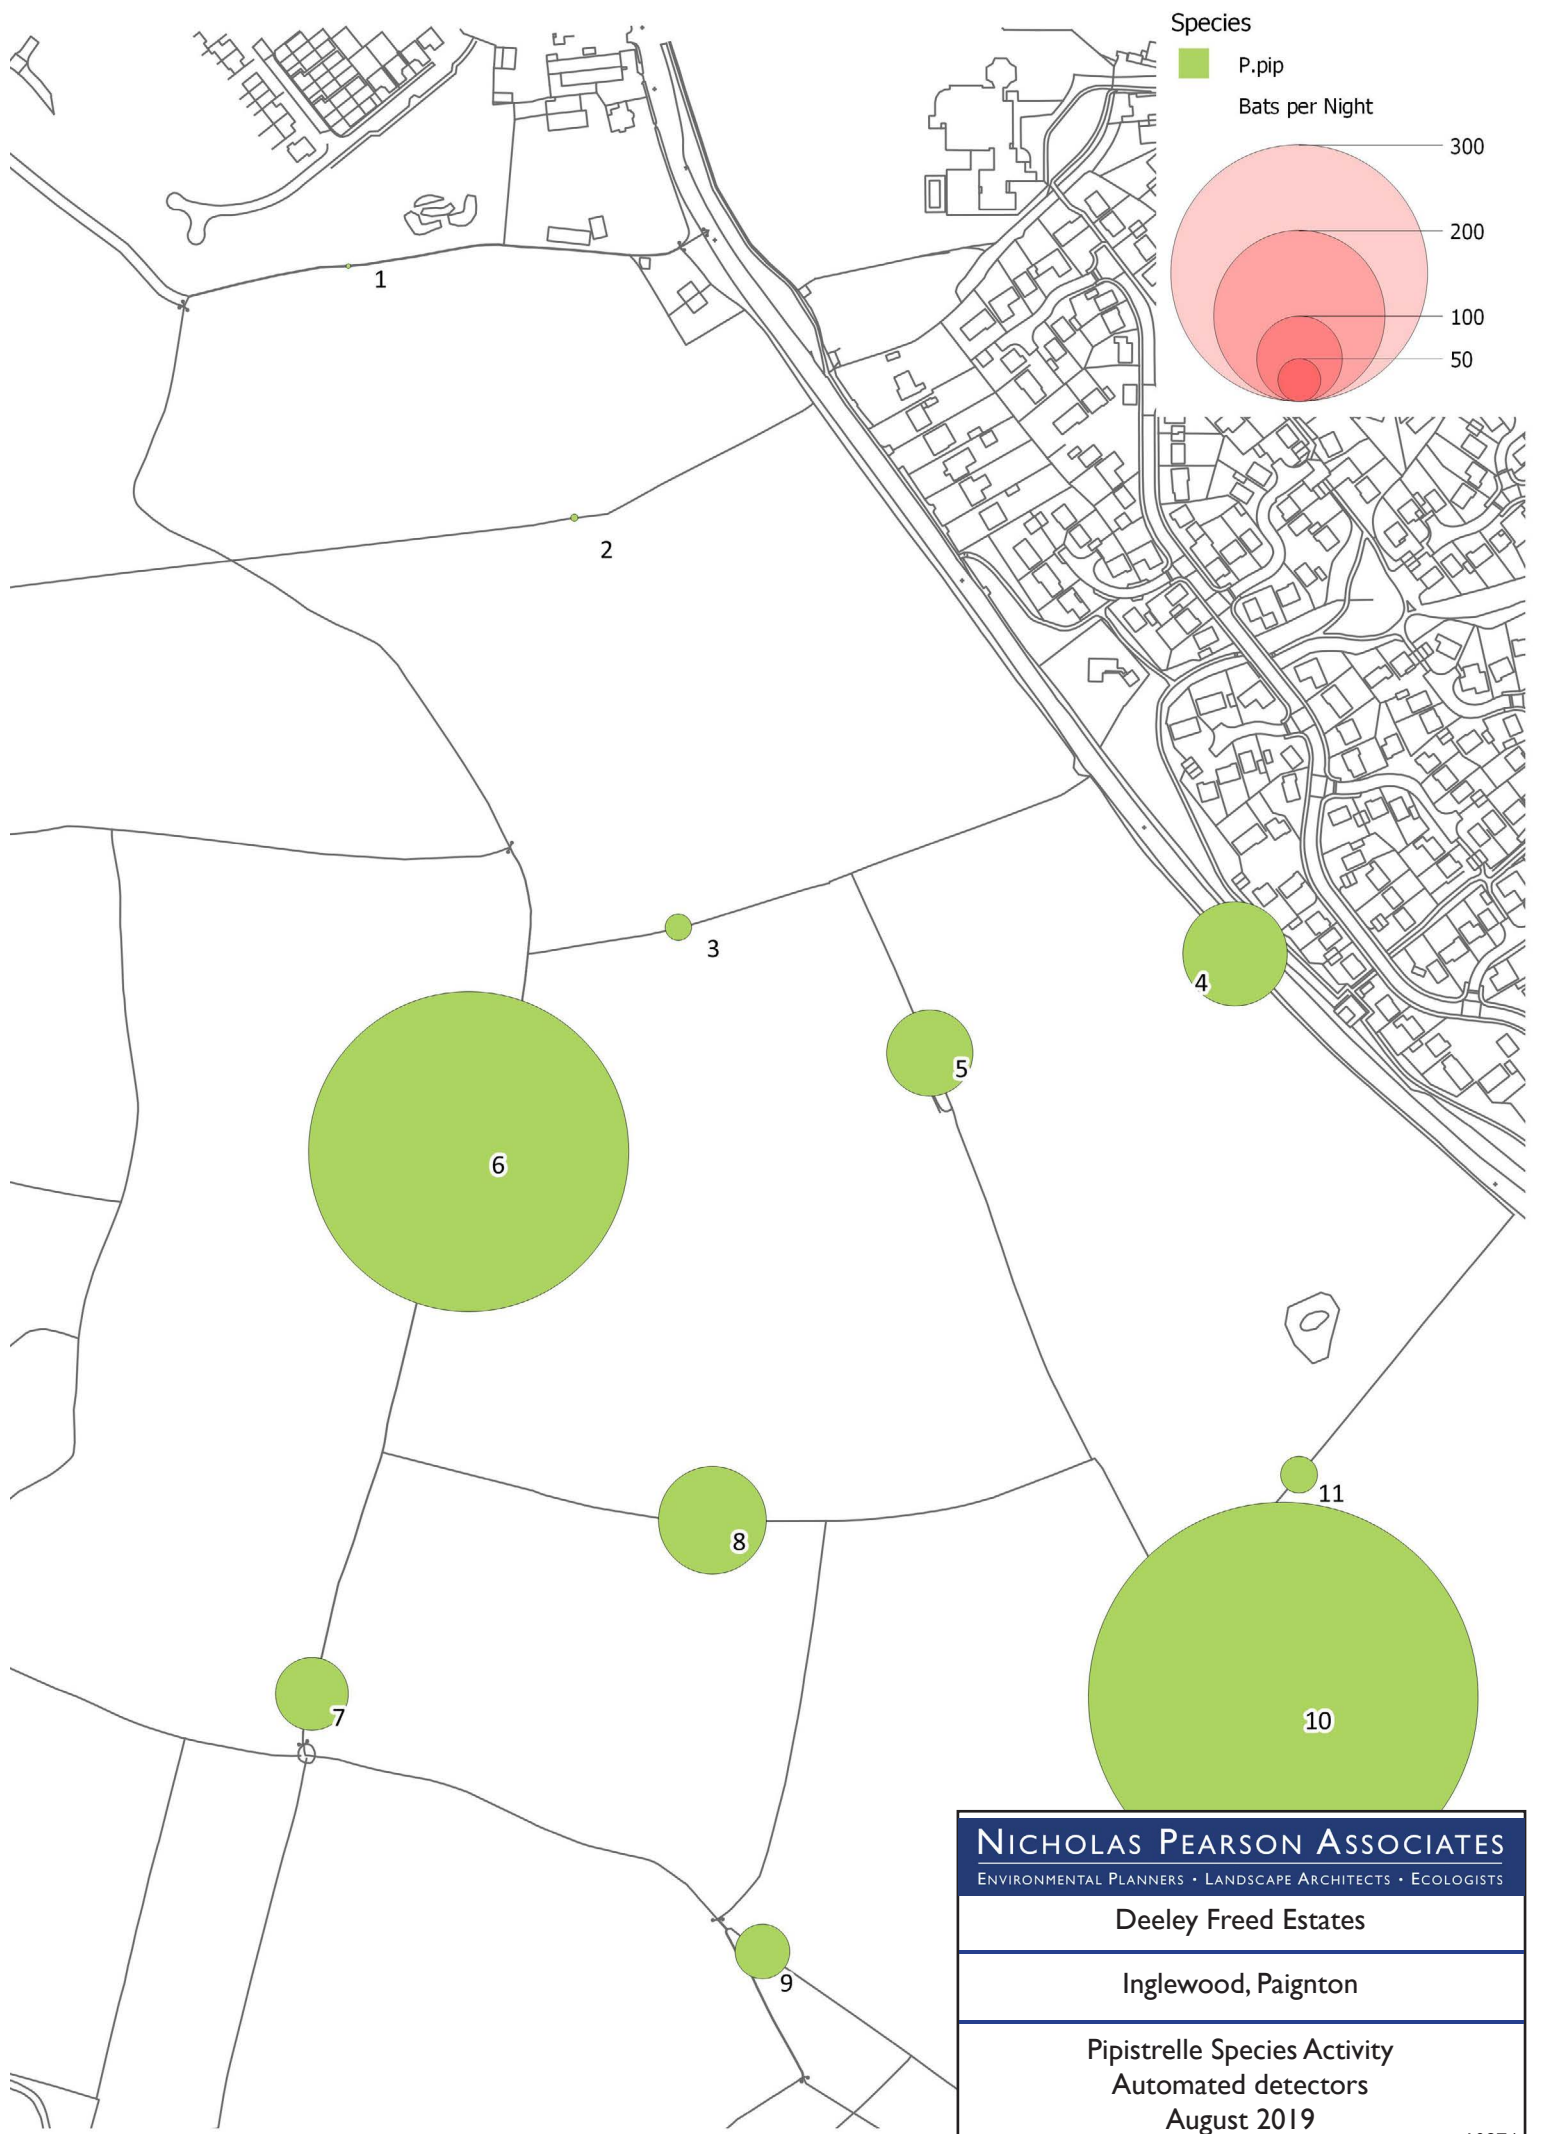 Species
P.pip
Bats per Night
300
200
100
50
1
2
3
4
5
6
7
8
9
10
11
NICHOLAS PEARSON ASSOCIATES
ENVIRONMENTAL PLANNERS • LANDSCAPE ARCHITECTS • ECOLOGISTS
Deeley Freed Estates
Inglewood, Paignton
Pipistrelle Species Activity
Automated detectors
August 2019